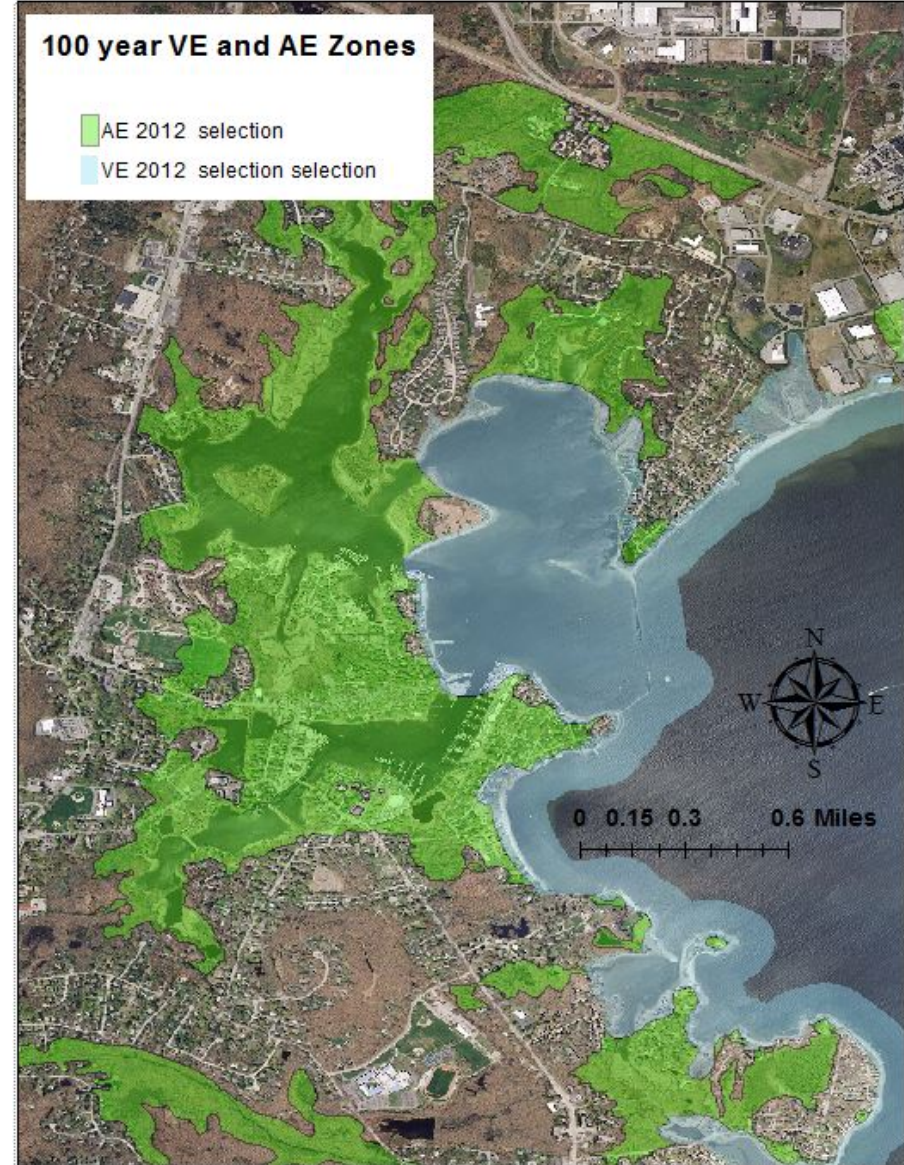 100 year VE and AE Zones
AE 2012 selection
VE 2012 selection selection
N
W E
S
0 0.15 0.3 0.6 Miles